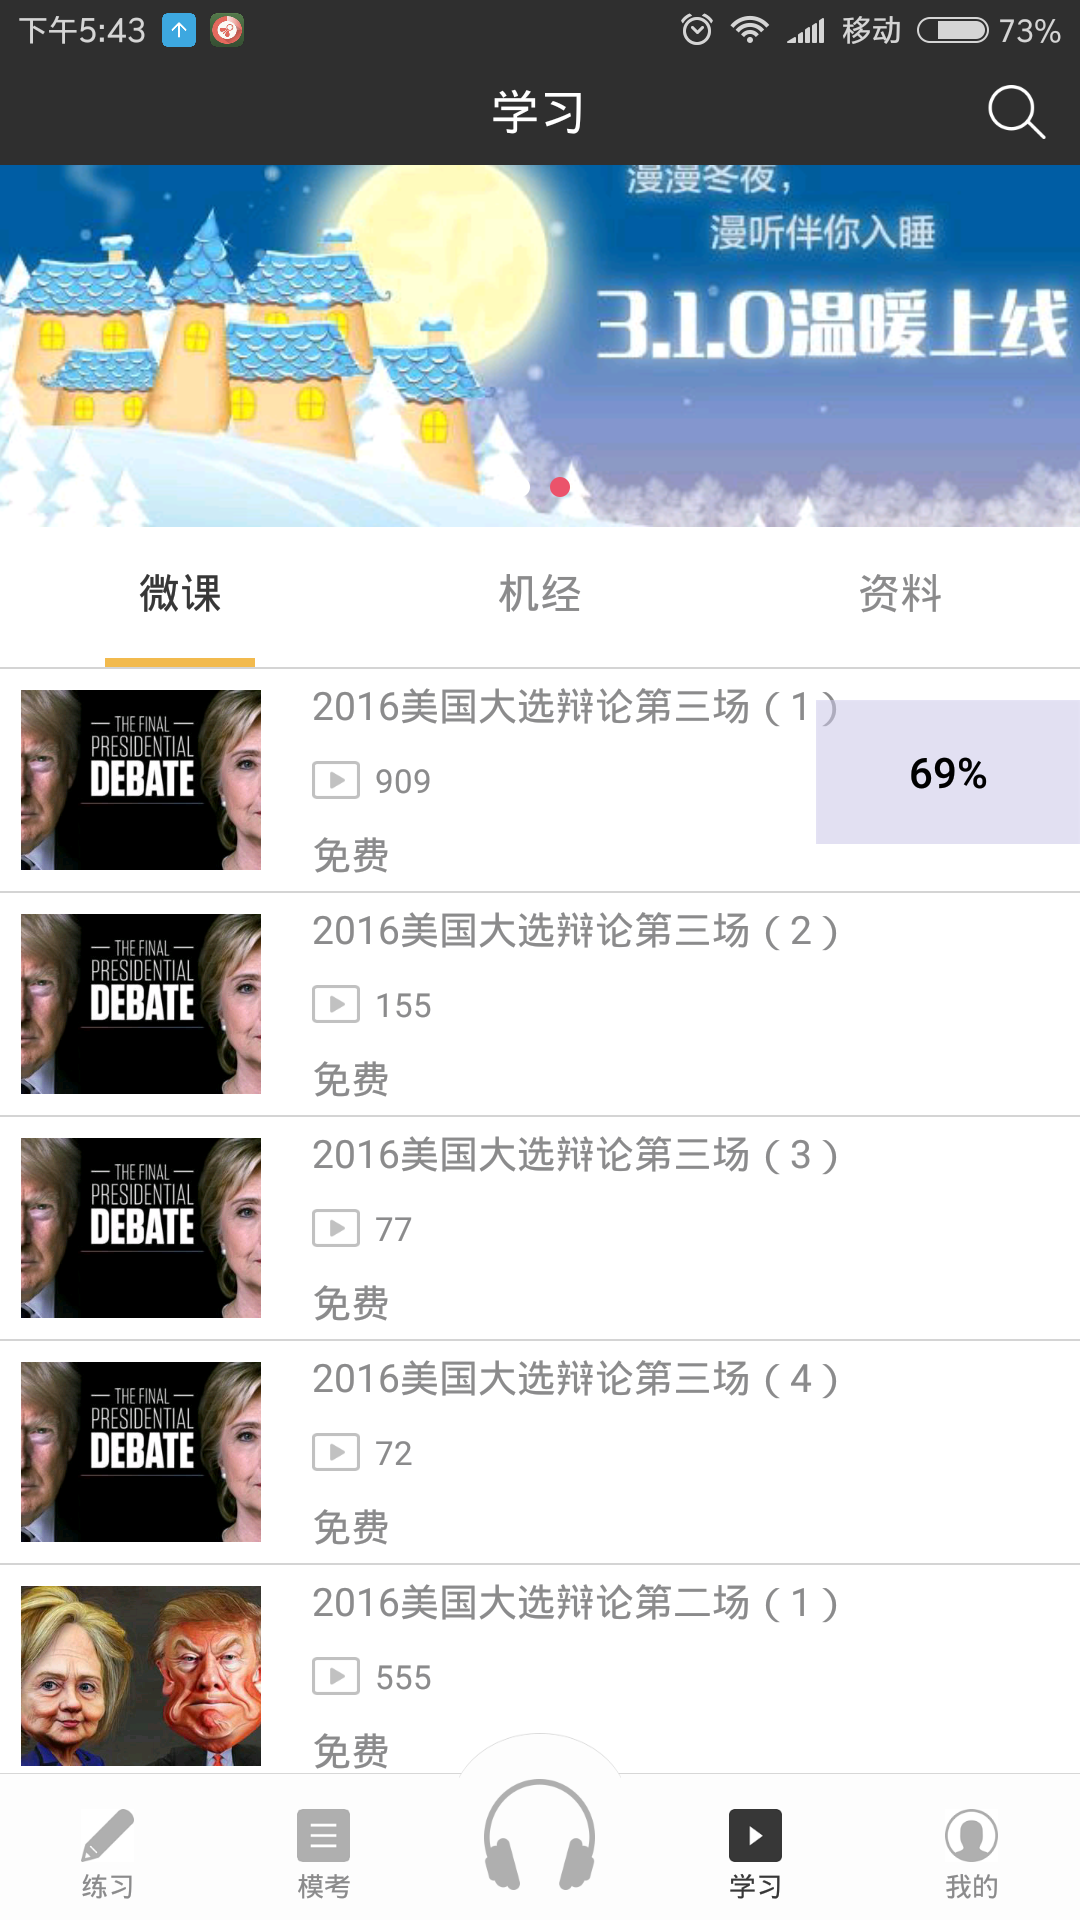 下午5:43 移动 73%
学习
漫漫冬夜，
漫听伴你入睡
3.1.0温暖上线
微课 机经 资料
THE FINAL
PRESIDENTIAL
DEBATE
2016美国大选辩论第三场（1）
909
免费
69%
THE FINAL
PRESIDENTIAL
DEBATE
2016美国大选辩论第三场（2）
155
免费
THE FINAL
PRESIDENTIAL
DEBATE
2016美国大选辩论第三场（3）
77
免费
THE FINAL
PRESIDENTIAL
DEBATE
2016美国大选辩论第三场（4）
72
免费
2016美国大选辩论第二场（1）
555
免费
练习 模考 学习 我的